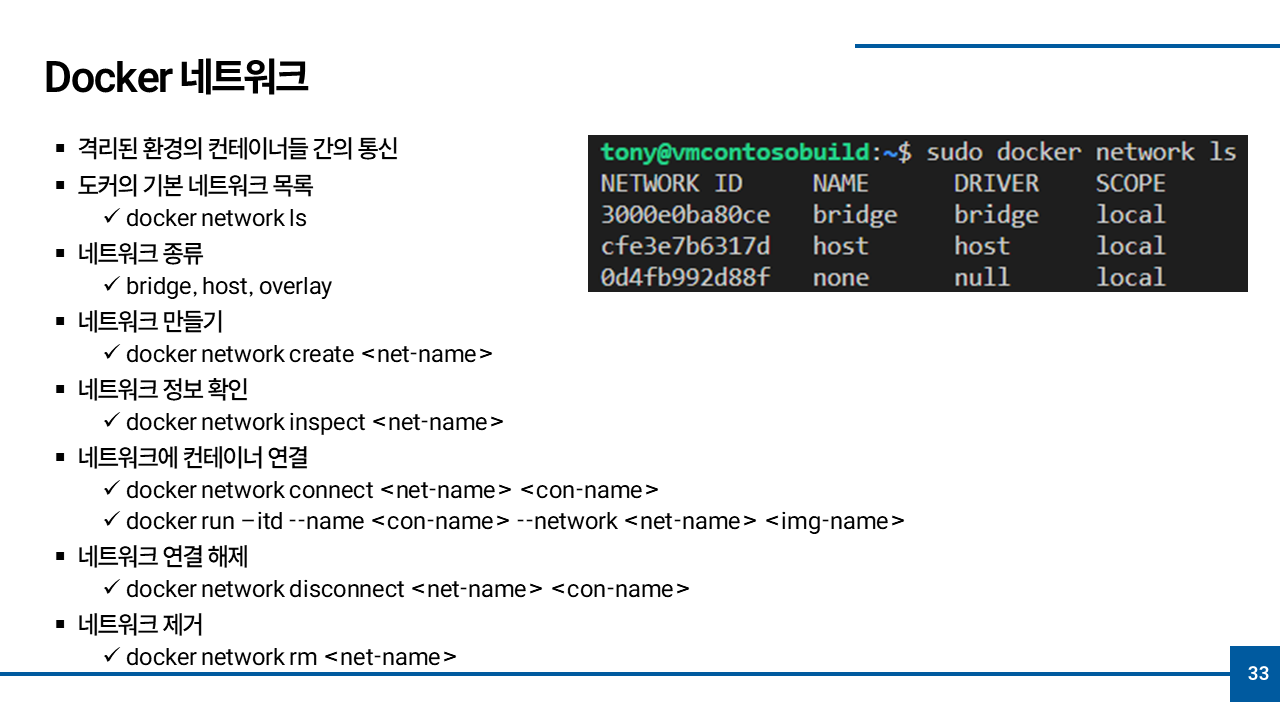 Docker 네트워크
▪ 격리된 환경의 컨테이너들 간의 통신
▪ 도커의 기본 네트워크 목록
✓ docker network ls
▪ 네트워크 종류
✓ bridge, host, overlay
▪ 네트워크 만들기
✓ docker network create <net-name>
▪ 네트워크 정보 확인
✓ docker network inspect <net-name>
▪ 네트워크에 컨테이너 연결
✓ docker network connect <net-name> <con-name>
✓ docker run –itd --name <con-name> --network <net-name> <img-name>
▪ 네트워크 연결 해제
✓ docker network disconnect <net-name> <con-name>
▪ 네트워크 제거
✓ docker network rm <net-name>
tony@vmcontosobuild:~$ sudo docker network ls
NETWORK ID NAME DRIVER SCOPE
3000e0ba80ce bridge bridge local
cfe3e7b6317d host host local
0d4fb992d88f none null local
33